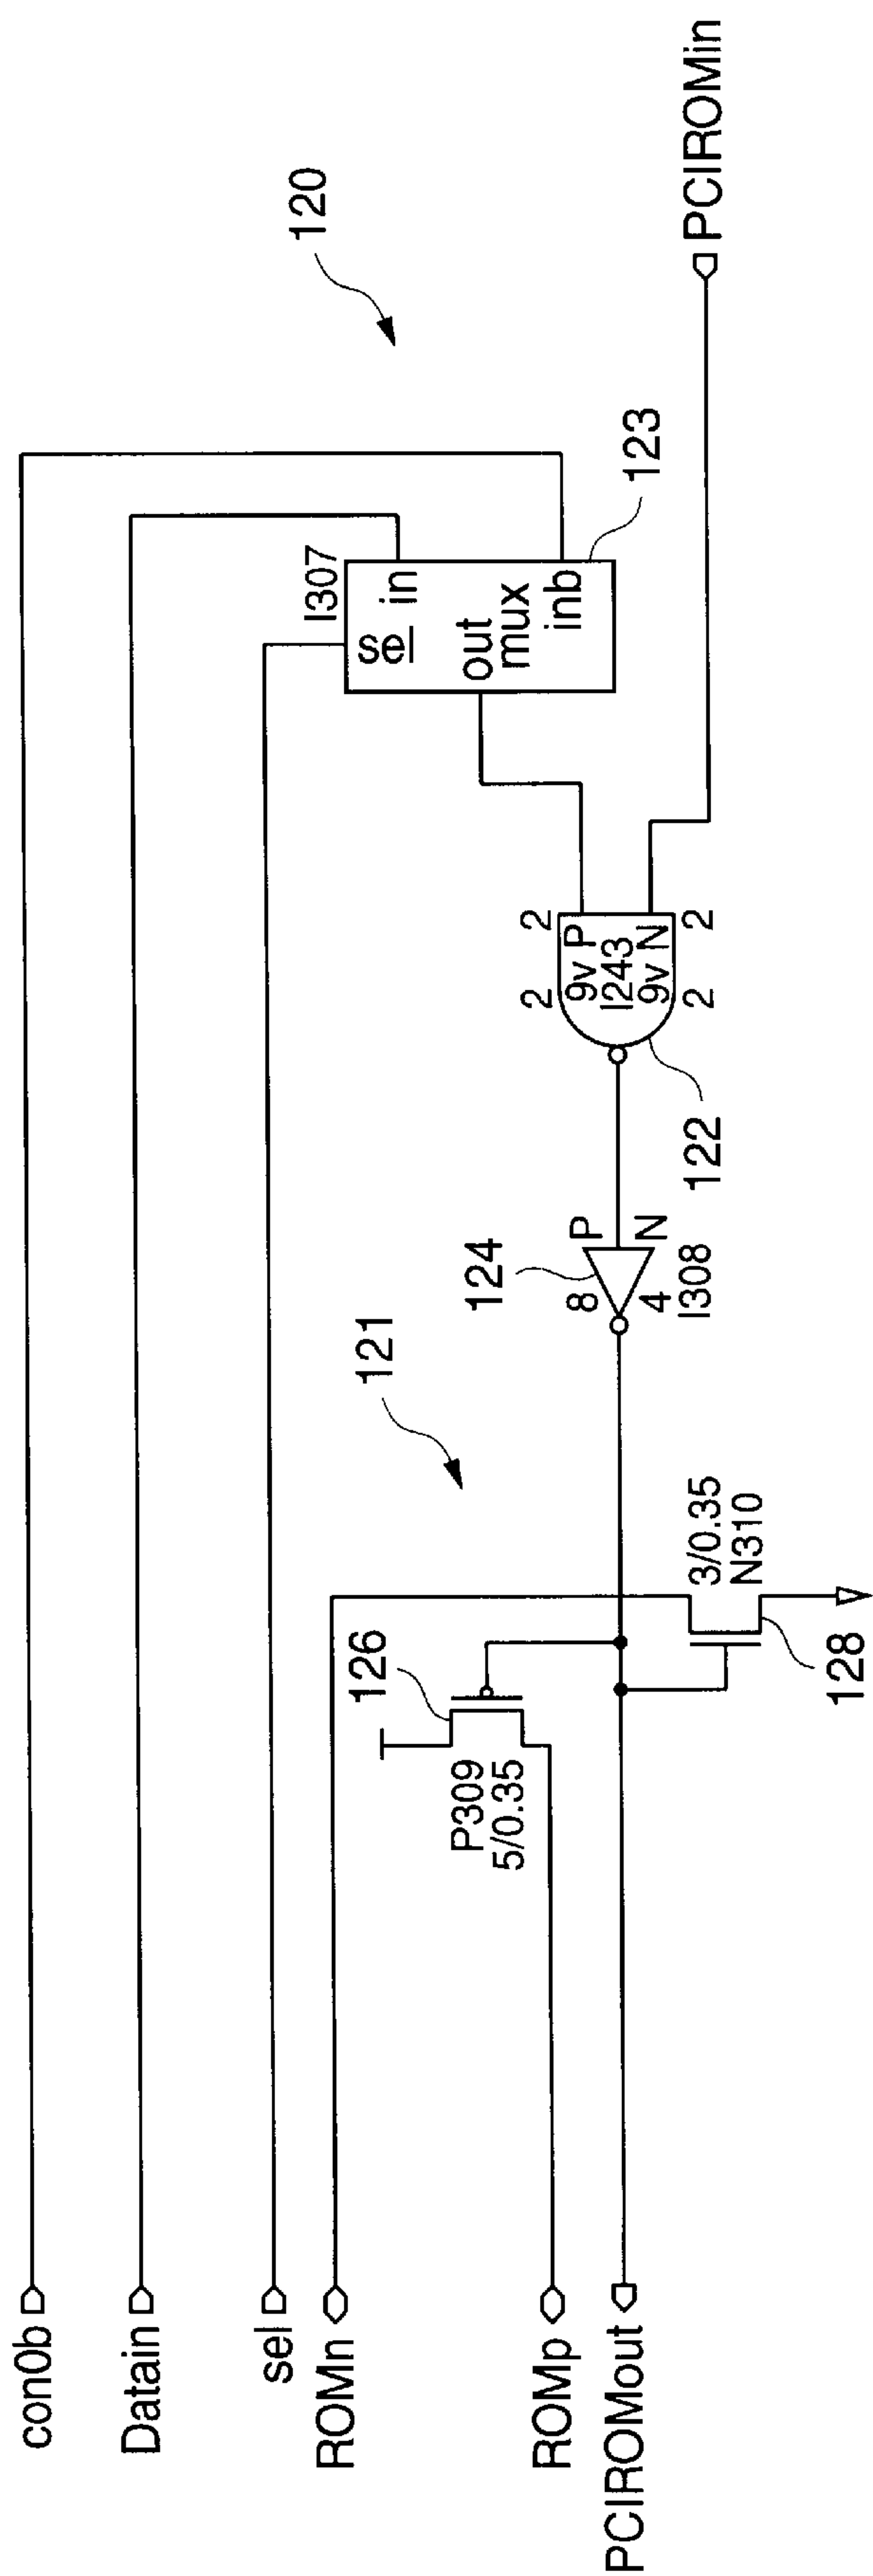 con0b
Datain
sel
ROMn
ROMp
PCIROMout
PCIROMin
120
121
I307
sel
in
out
mux
inb
123
2
2
9v P
I243
9v N
2
2
122
124
P
N
8
4
I308
126
P309
5/0.35
3/0.35
N310
128